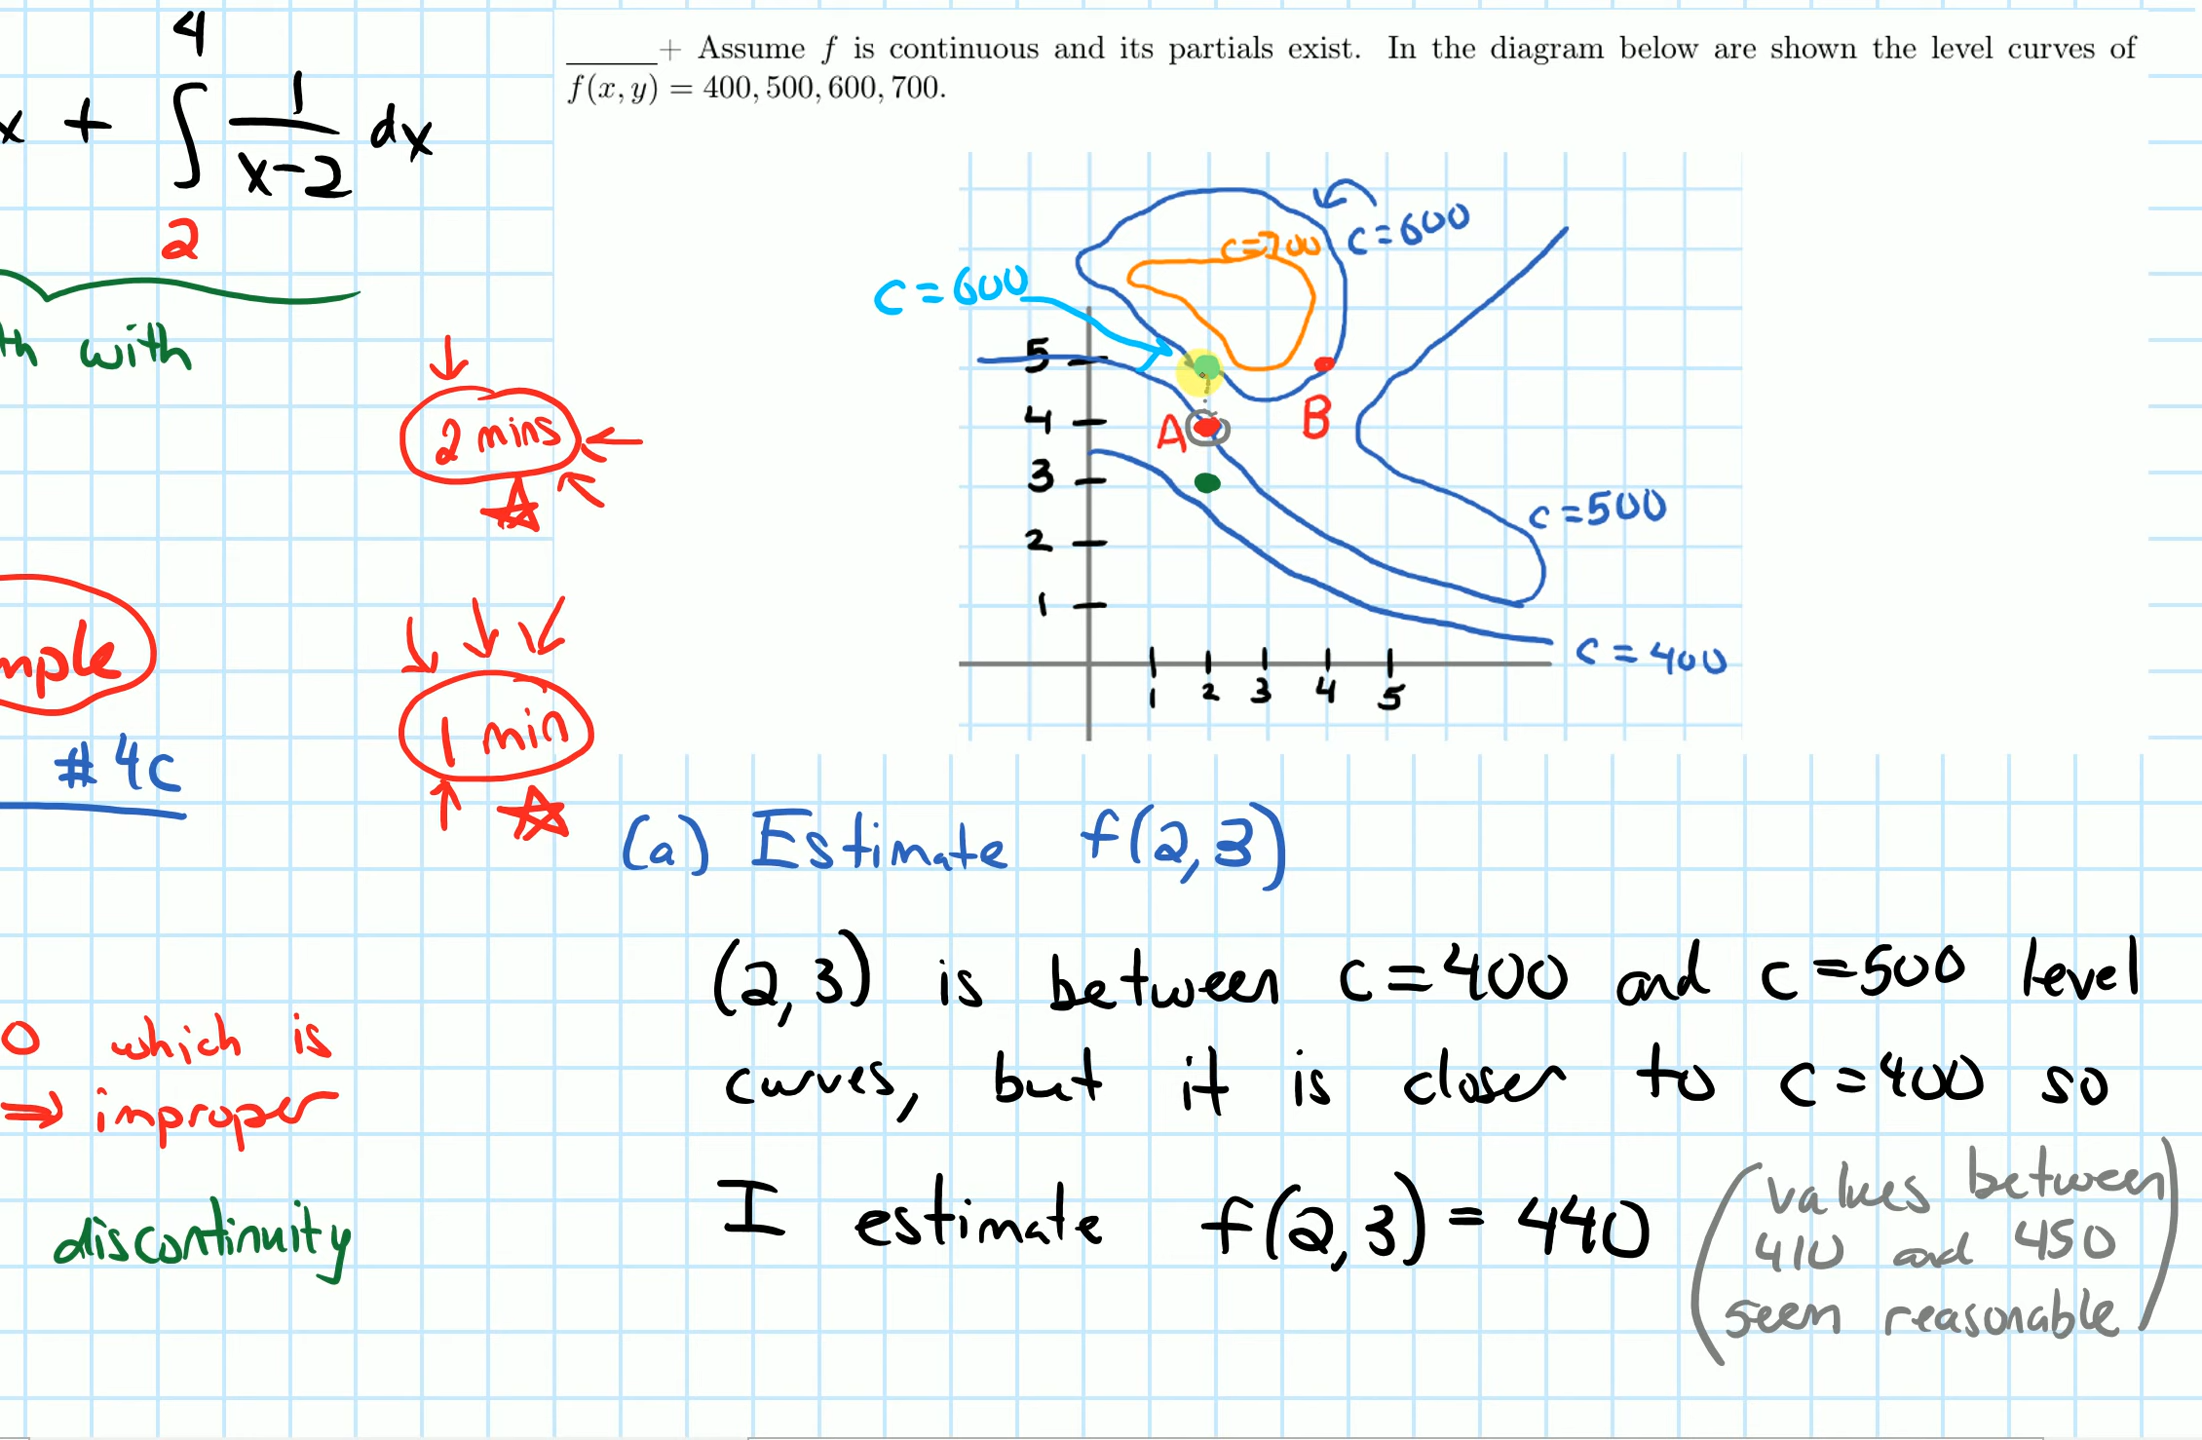 4
x + ∫ 1/(x-2) dx
2
th with
2 mins
mple
1 min
#4c
0 which is
⇒ improper
discontinuity
______+ Assume f is continuous and its partials exist. In the diagram below are shown the level curves of
f(x, y) = 400, 500, 600, 700.
c=600
c=700
c=600
5
4
A
B
3
c=500
2
1
c=400
1 2 3 4 5
(a) Estimate f(2,3)
(2,3) is between c=400 and c=500 level
curves, but it is closer to c=400 so
I estimate f(2,3) = 440
(values between
410 and 450
seem reasonable)